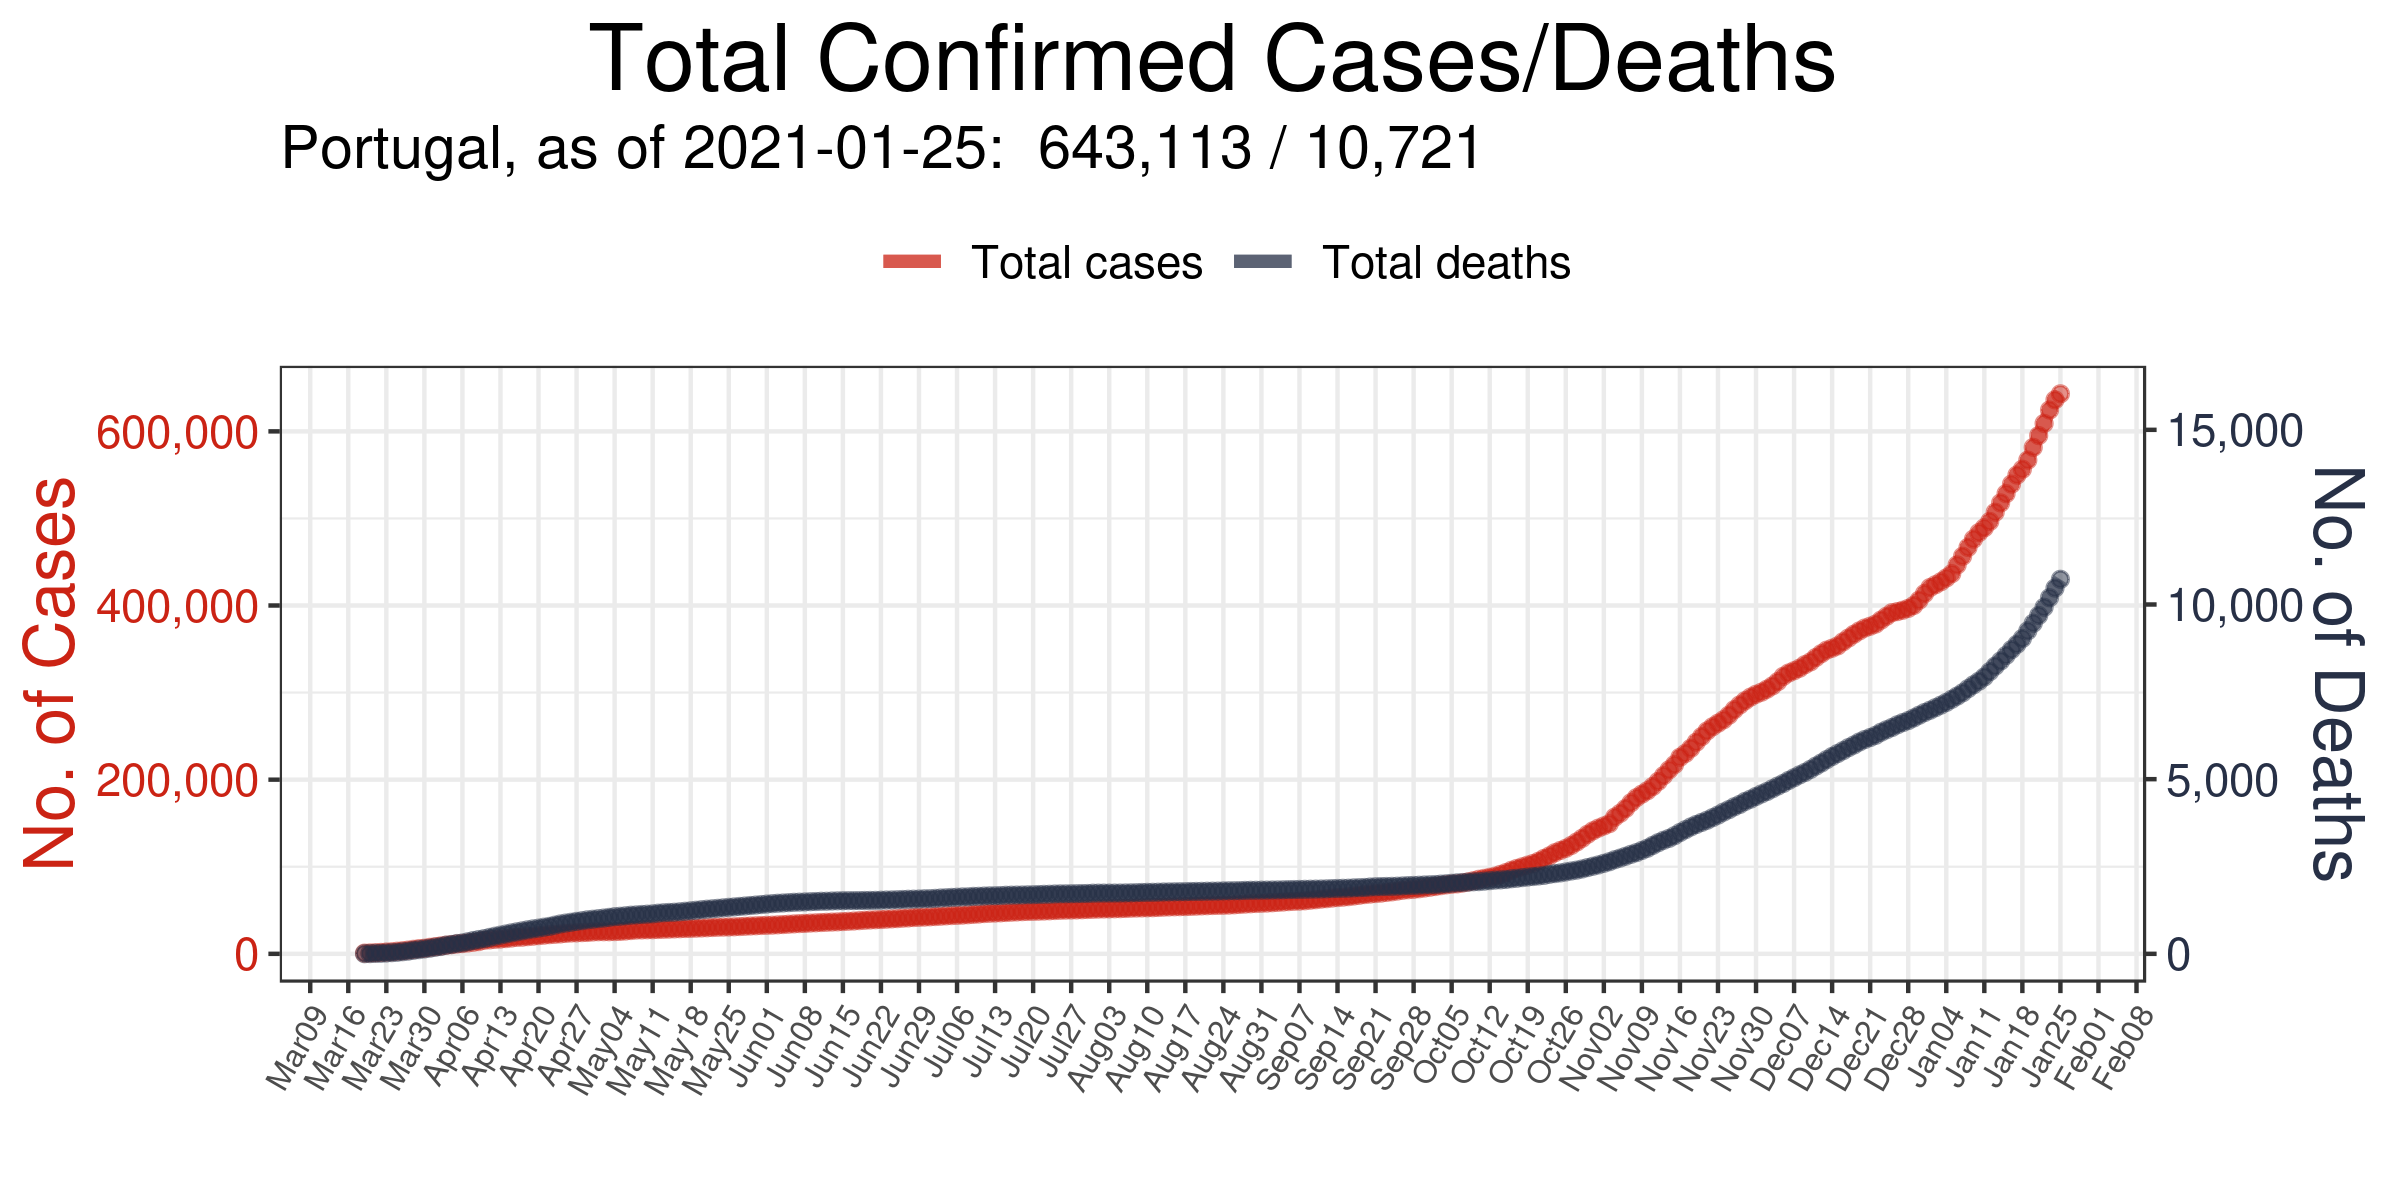 Total Confirmed Cases/Deaths
Portugal, as of 2021-01-25:  643,113 / 10,721
Total cases
Total deaths
No. of Cases
600,000
400,000
200,000
0
15,000
10,000
5,000
0
No. of Deaths
Mar09
Mar16
Mar23
Mar30
Apr06
Apr13
Apr20
Apr27
May04
May11
May18
May25
Jun01
Jun08
Jun15
Jun22
Jun29
Jul06
Jul13
Jul20
Jul27
Aug03
Aug10
Aug17
Aug24
Aug31
Sep07
Sep14
Sep21
Sep28
Oct05
Oct12
Oct19
Oct26
Nov02
Nov09
Nov16
Nov23
Nov30
Dec07
Dec14
Dec21
Dec28
Jan04
Jan11
Jan18
Jan25
Feb01
Feb08